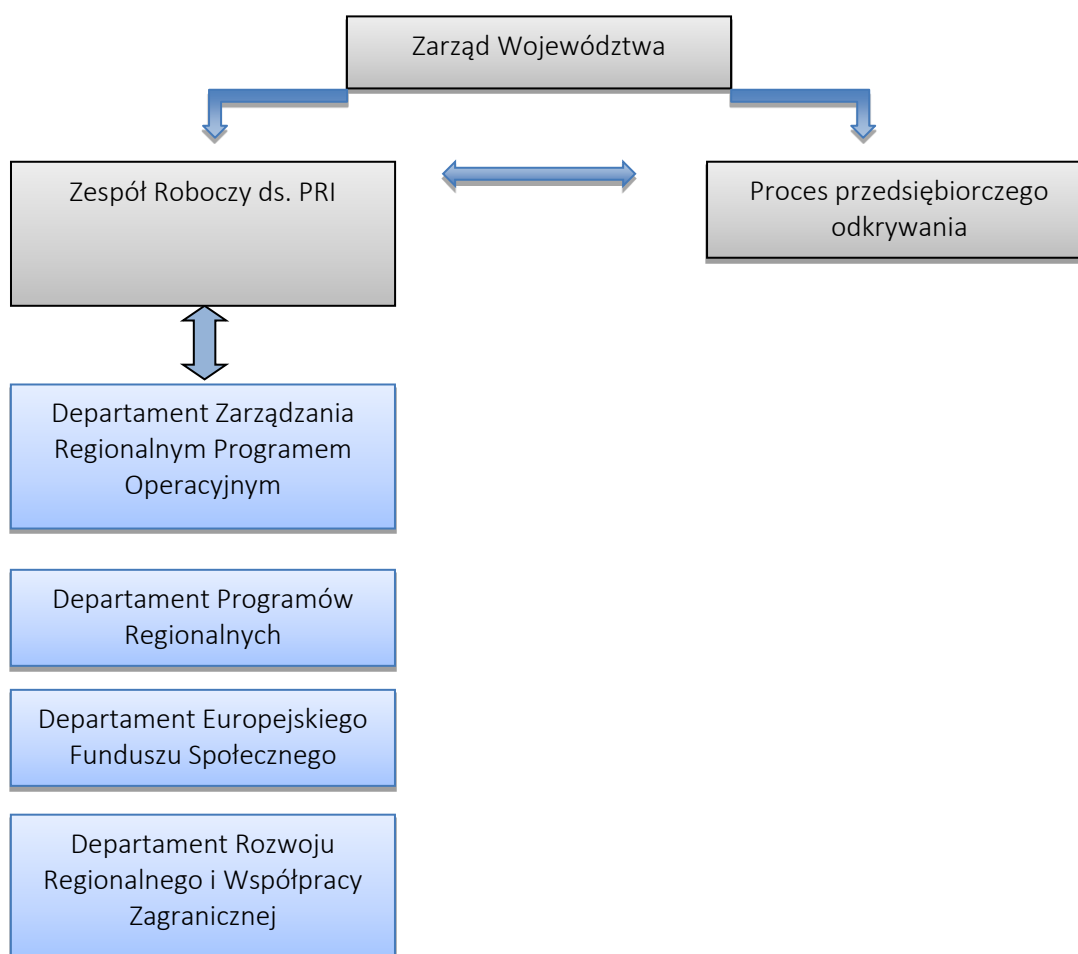 Zarząd Województwa
Zespół Roboczy ds. PRI
Proces przedsiębiorczego
odkrywania
Departament Zarządzania
Regionalnym Programem
Operacyjnym
Departament Programów
Regionalnych
Departament Europejskiego
Funduszu Społecznego
Departament Rozwoju
Regionalnego i Współpracy
Zagranicznej